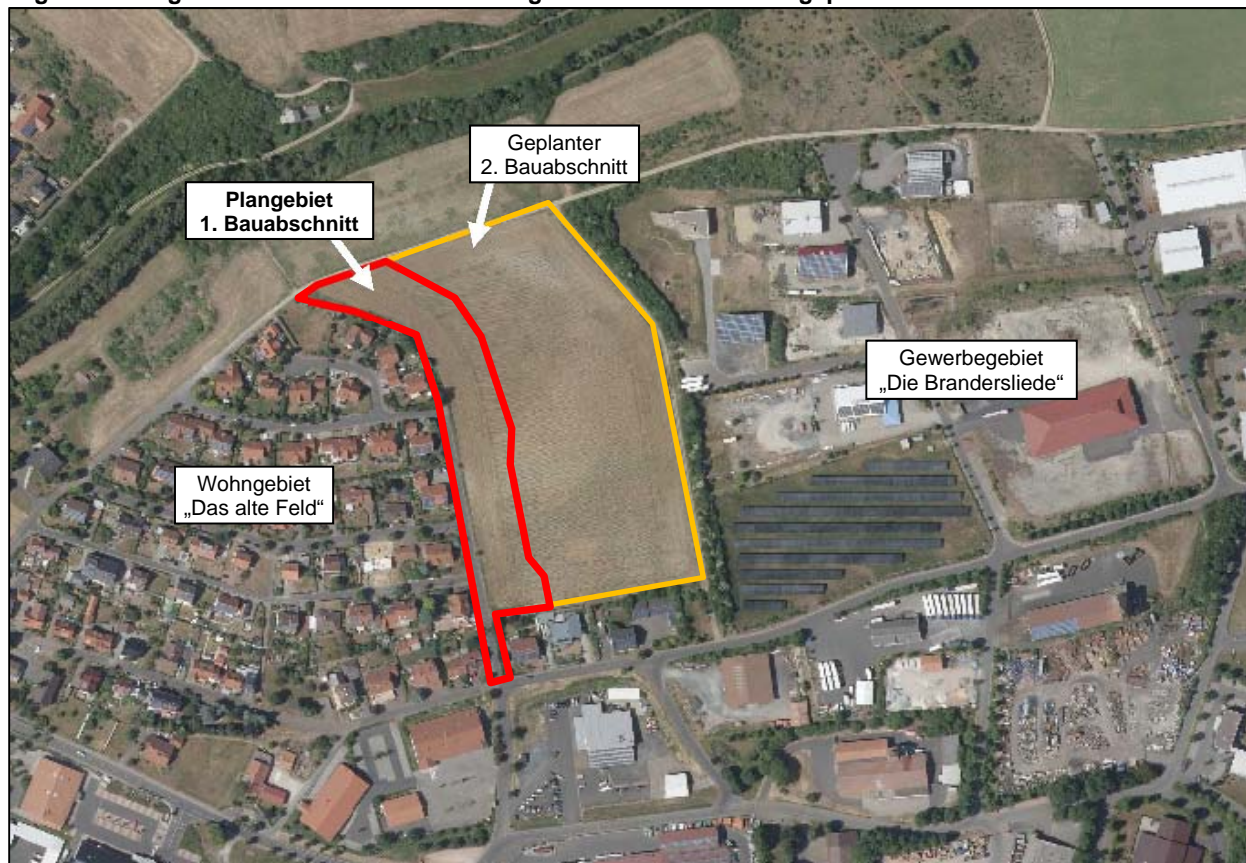 Geplanter
2. Bauabschnitt
Plangebiet
1. Bauabschnitt
Gewerbegebiet
„Die Brandersliede“
Wohngebiet
„Das alte Feld“